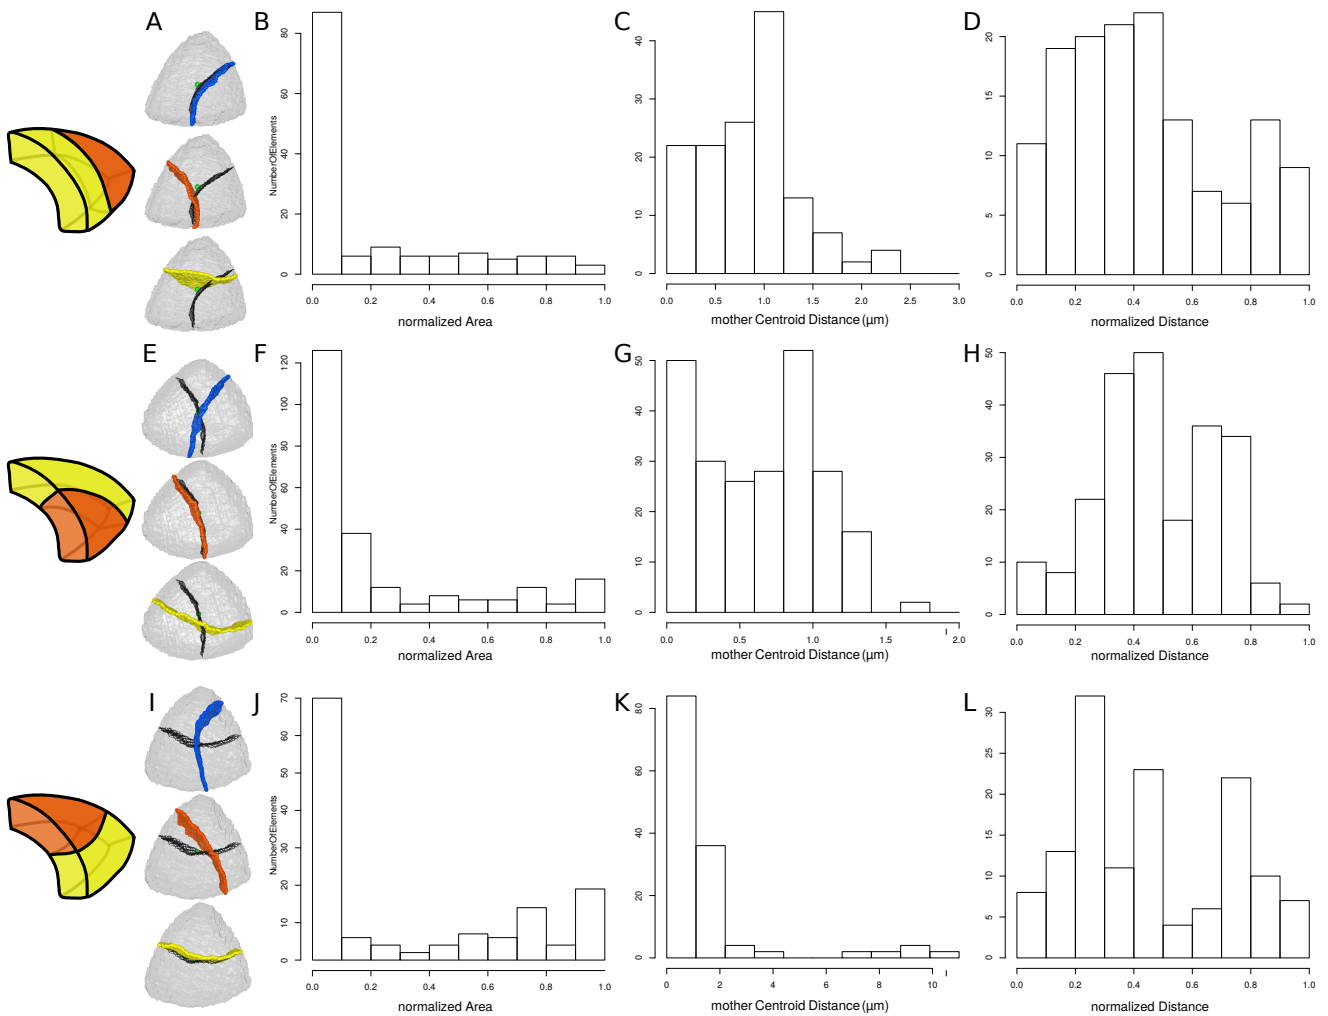 A B C D
NumberOfElements
0 20 40 60 80
0.0 0.2 0.4 0.6 0.8 1.0
normalized Area
0 10 20 30 40
0.0 0.5 1.0 1.5 2.0 2.5 3.0
mother Centroid Distance (µm)
0 5 10 15 20
0.0 0.2 0.4 0.6 0.8 1.0
normalized Distance
E F G H
NumberOfElements
0 20 40 60 80 100 120
0.0 0.2 0.4 0.6 0.8 1.0
normalized Area
0 10 20 30 40 50
0.0 0.5 1.0 1.5 2.0
mother Centroid Distance (µm)
0 10 20 30 40 50
0.0 0.2 0.4 0.6 0.8 1.0
normalized Distance
I J K L
NumberOfElements
0 10 20 30 40 50 60 70
0.0 0.2 0.4 0.6 0.8 1.0
normalized Area
0 20 40 60 80
0 2 4 6 8 10
mother Centroid Distance (µm)
0 5 10 15 20 25 30
0.0 0.2 0.4 0.6 0.8 1.0
normalized Distance